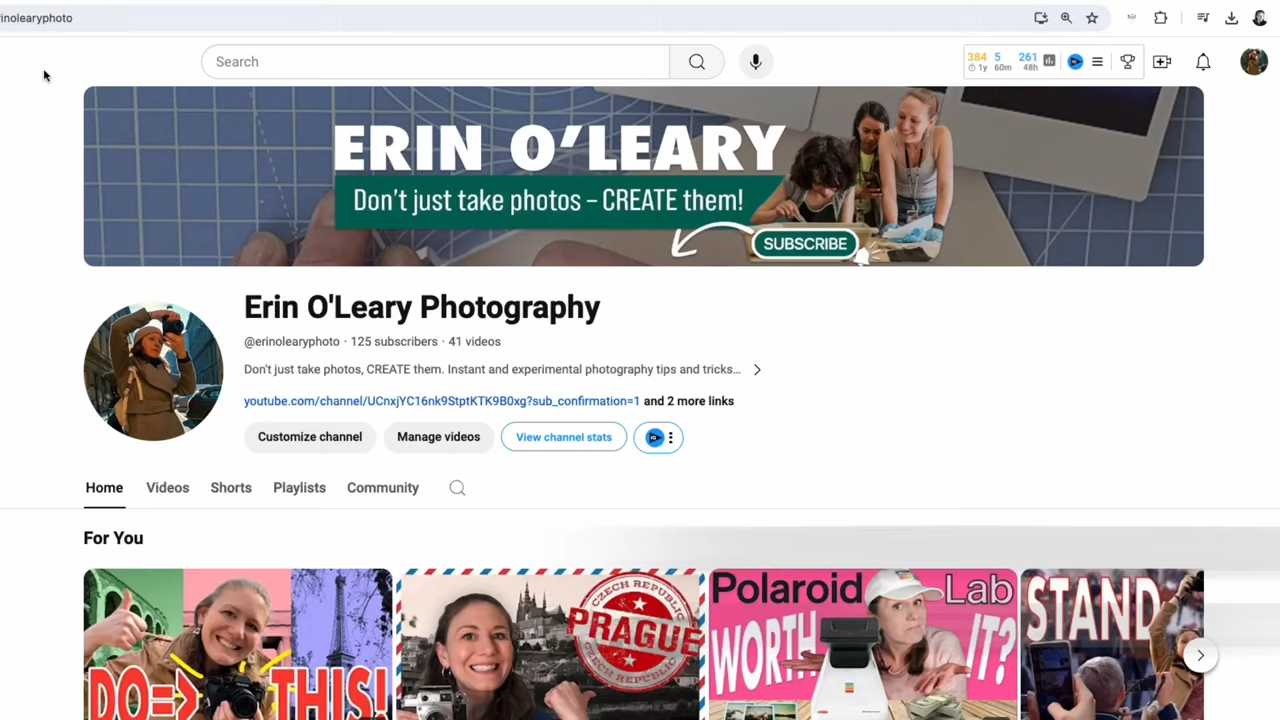 inolearyphoto
Search
384 5 261
1y 60m 48h
ERIN O'LEARY
Don't just take photos – CREATE them!
SUBSCRIBE
Erin O'Leary Photography
@erinolearyphoto · 125 subscribers · 41 videos
Don't just take photos, CREATE them. Instant and experimental photography tips and tricks...
youtube.com/channel/UCnxjYC16nk9StptKTK9B0xg?sub_confirmation=1 and 2 more links
Customize channel
Manage videos
View channel stats
Home
Videos
Shorts
Playlists
Community
For You
DO=> THIS!
CZECH REPUBLIC
PRAGUE
CZECH REPUBLIC
Polaroid Lab
WORTH IT?
STAND